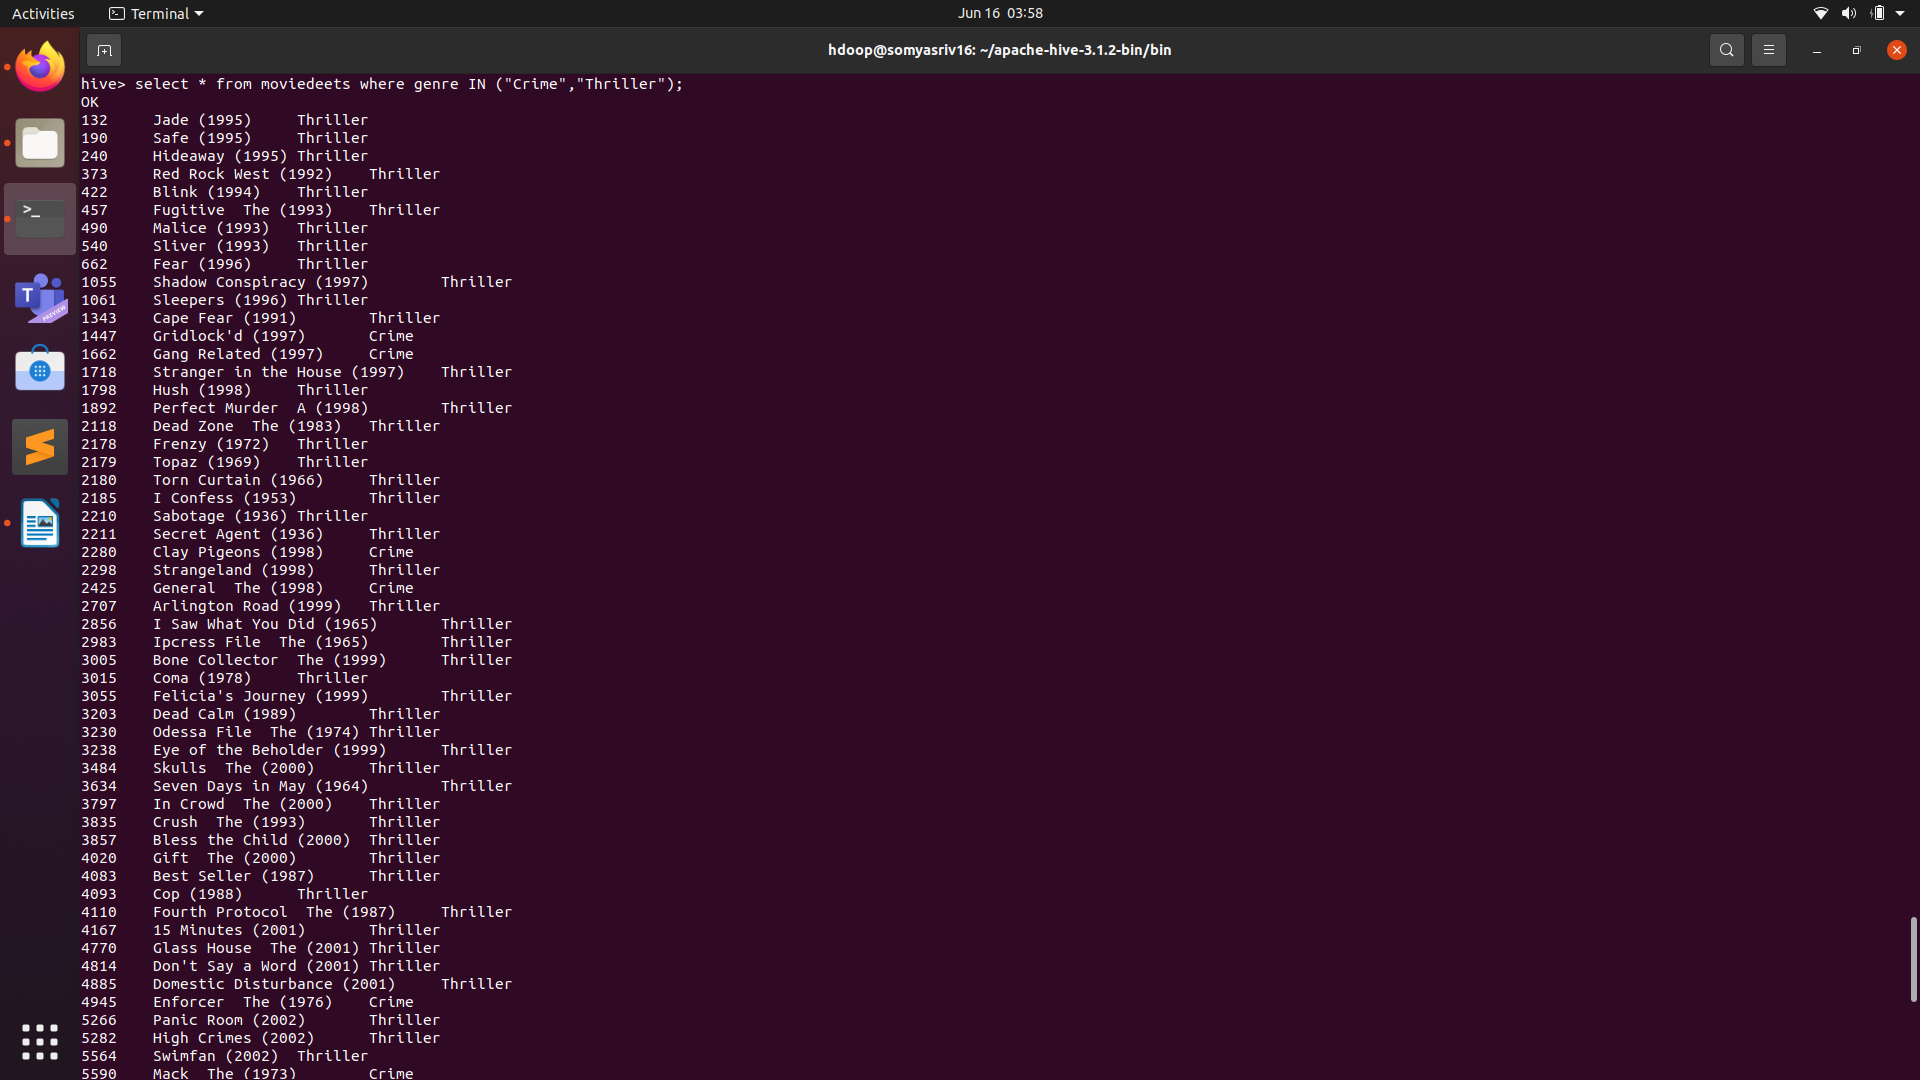 Activities Terminal Jun 16 03:58
hdoop@somyasriv16: ~/apache-hive-3.1.2-bin/bin
hive> select * from moviedeets where genre IN ("Crime","Thriller");
OK
132 Jade (1995) Thriller
190 Safe (1995) Thriller
240 Hideaway (1995) Thriller
373 Red Rock West (1992) Thriller
422 Blink (1994) Thriller
457 Fugitive  The (1993) Thriller
490 Malice (1993) Thriller
540 Sliver (1993) Thriller
662 Fear (1996) Thriller
1055 Shadow Conspiracy (1997) Thriller
1061 Sleepers (1996) Thriller
1343 Cape Fear (1991) Thriller
1447 Gridlock'd (1997) Crime
1662 Gang Related (1997) Crime
1718 Stranger in the House (1997) Thriller
1798 Hush (1998) Thriller
1892 Perfect Murder  A (1998) Thriller
2118 Dead Zone  The (1983) Thriller
2178 Frenzy (1972) Thriller
2179 Topaz (1969) Thriller
2180 Torn Curtain (1966) Thriller
2185 I Confess (1953) Thriller
2210 Sabotage (1936) Thriller
2211 Secret Agent (1936) Thriller
2280 Clay Pigeons (1998) Crime
2298 Strangeland (1998) Thriller
2425 General  The (1998) Crime
2707 Arlington Road (1999) Thriller
2856 I Saw What You Did (1965) Thriller
2983 Ipcress File  The (1965) Thriller
3005 Bone Collector  The (1999) Thriller
3015 Coma (1978) Thriller
3055 Felicia's Journey (1999) Thriller
3203 Dead Calm (1989) Thriller
3230 Odessa File  The (1974) Thriller
3238 Eye of the Beholder (1999) Thriller
3484 Skulls  The (2000) Thriller
3634 Seven Days in May (1964) Thriller
3797 In Crowd  The (2000) Thriller
3835 Crush  The (1993) Thriller
3857 Bless the Child (2000) Thriller
4020 Gift  The (2000) Thriller
4083 Best Seller (1987) Thriller
4093 Cop (1988) Thriller
4110 Fourth Protocol  The (1987) Thriller
4167 15 Minutes (2001) Thriller
4770 Glass House  The (2001) Thriller
4814 Don't Say a Word (2001) Thriller
4885 Domestic Disturbance (2001) Thriller
4945 Enforcer  The (1976) Crime
5266 Panic Room (2002) Thriller
5282 High Crimes (2002) Thriller
5564 Swimfan (2002) Thriller
5590 Mack  The (1973) Crime
T
PREVIEW